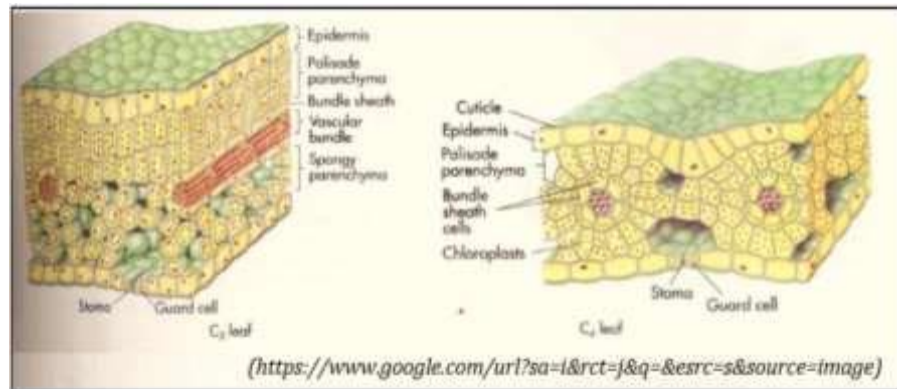 Epidermis
Palisade
parenchyma
Bundle sheath
Vascular
bundle
Spongy
parenchyma
Stoma
Guard cell
C₃ leaf
Cuticle
Epidermis
Palisade
parenchyma
Bundle
sheath
cells
Chloroplasts
Stoma
Guard cell
C₄ leaf
(https://www.google.com/url?sa=i&rct=j&q=&esrc=s&source=image)